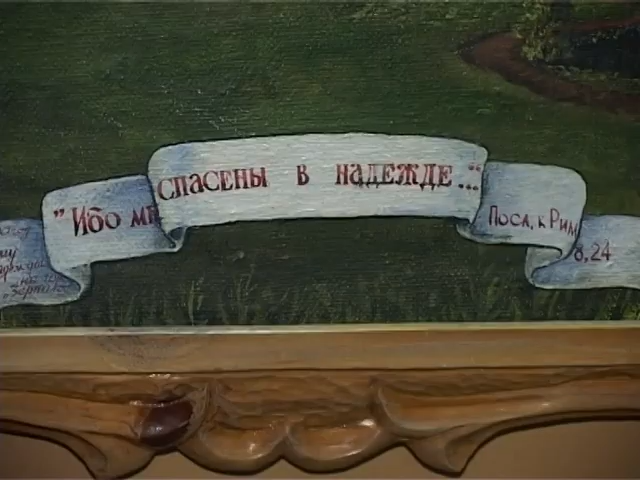 "Ибо мы
спасены в надежде..."
Посл. к Рим
8,24